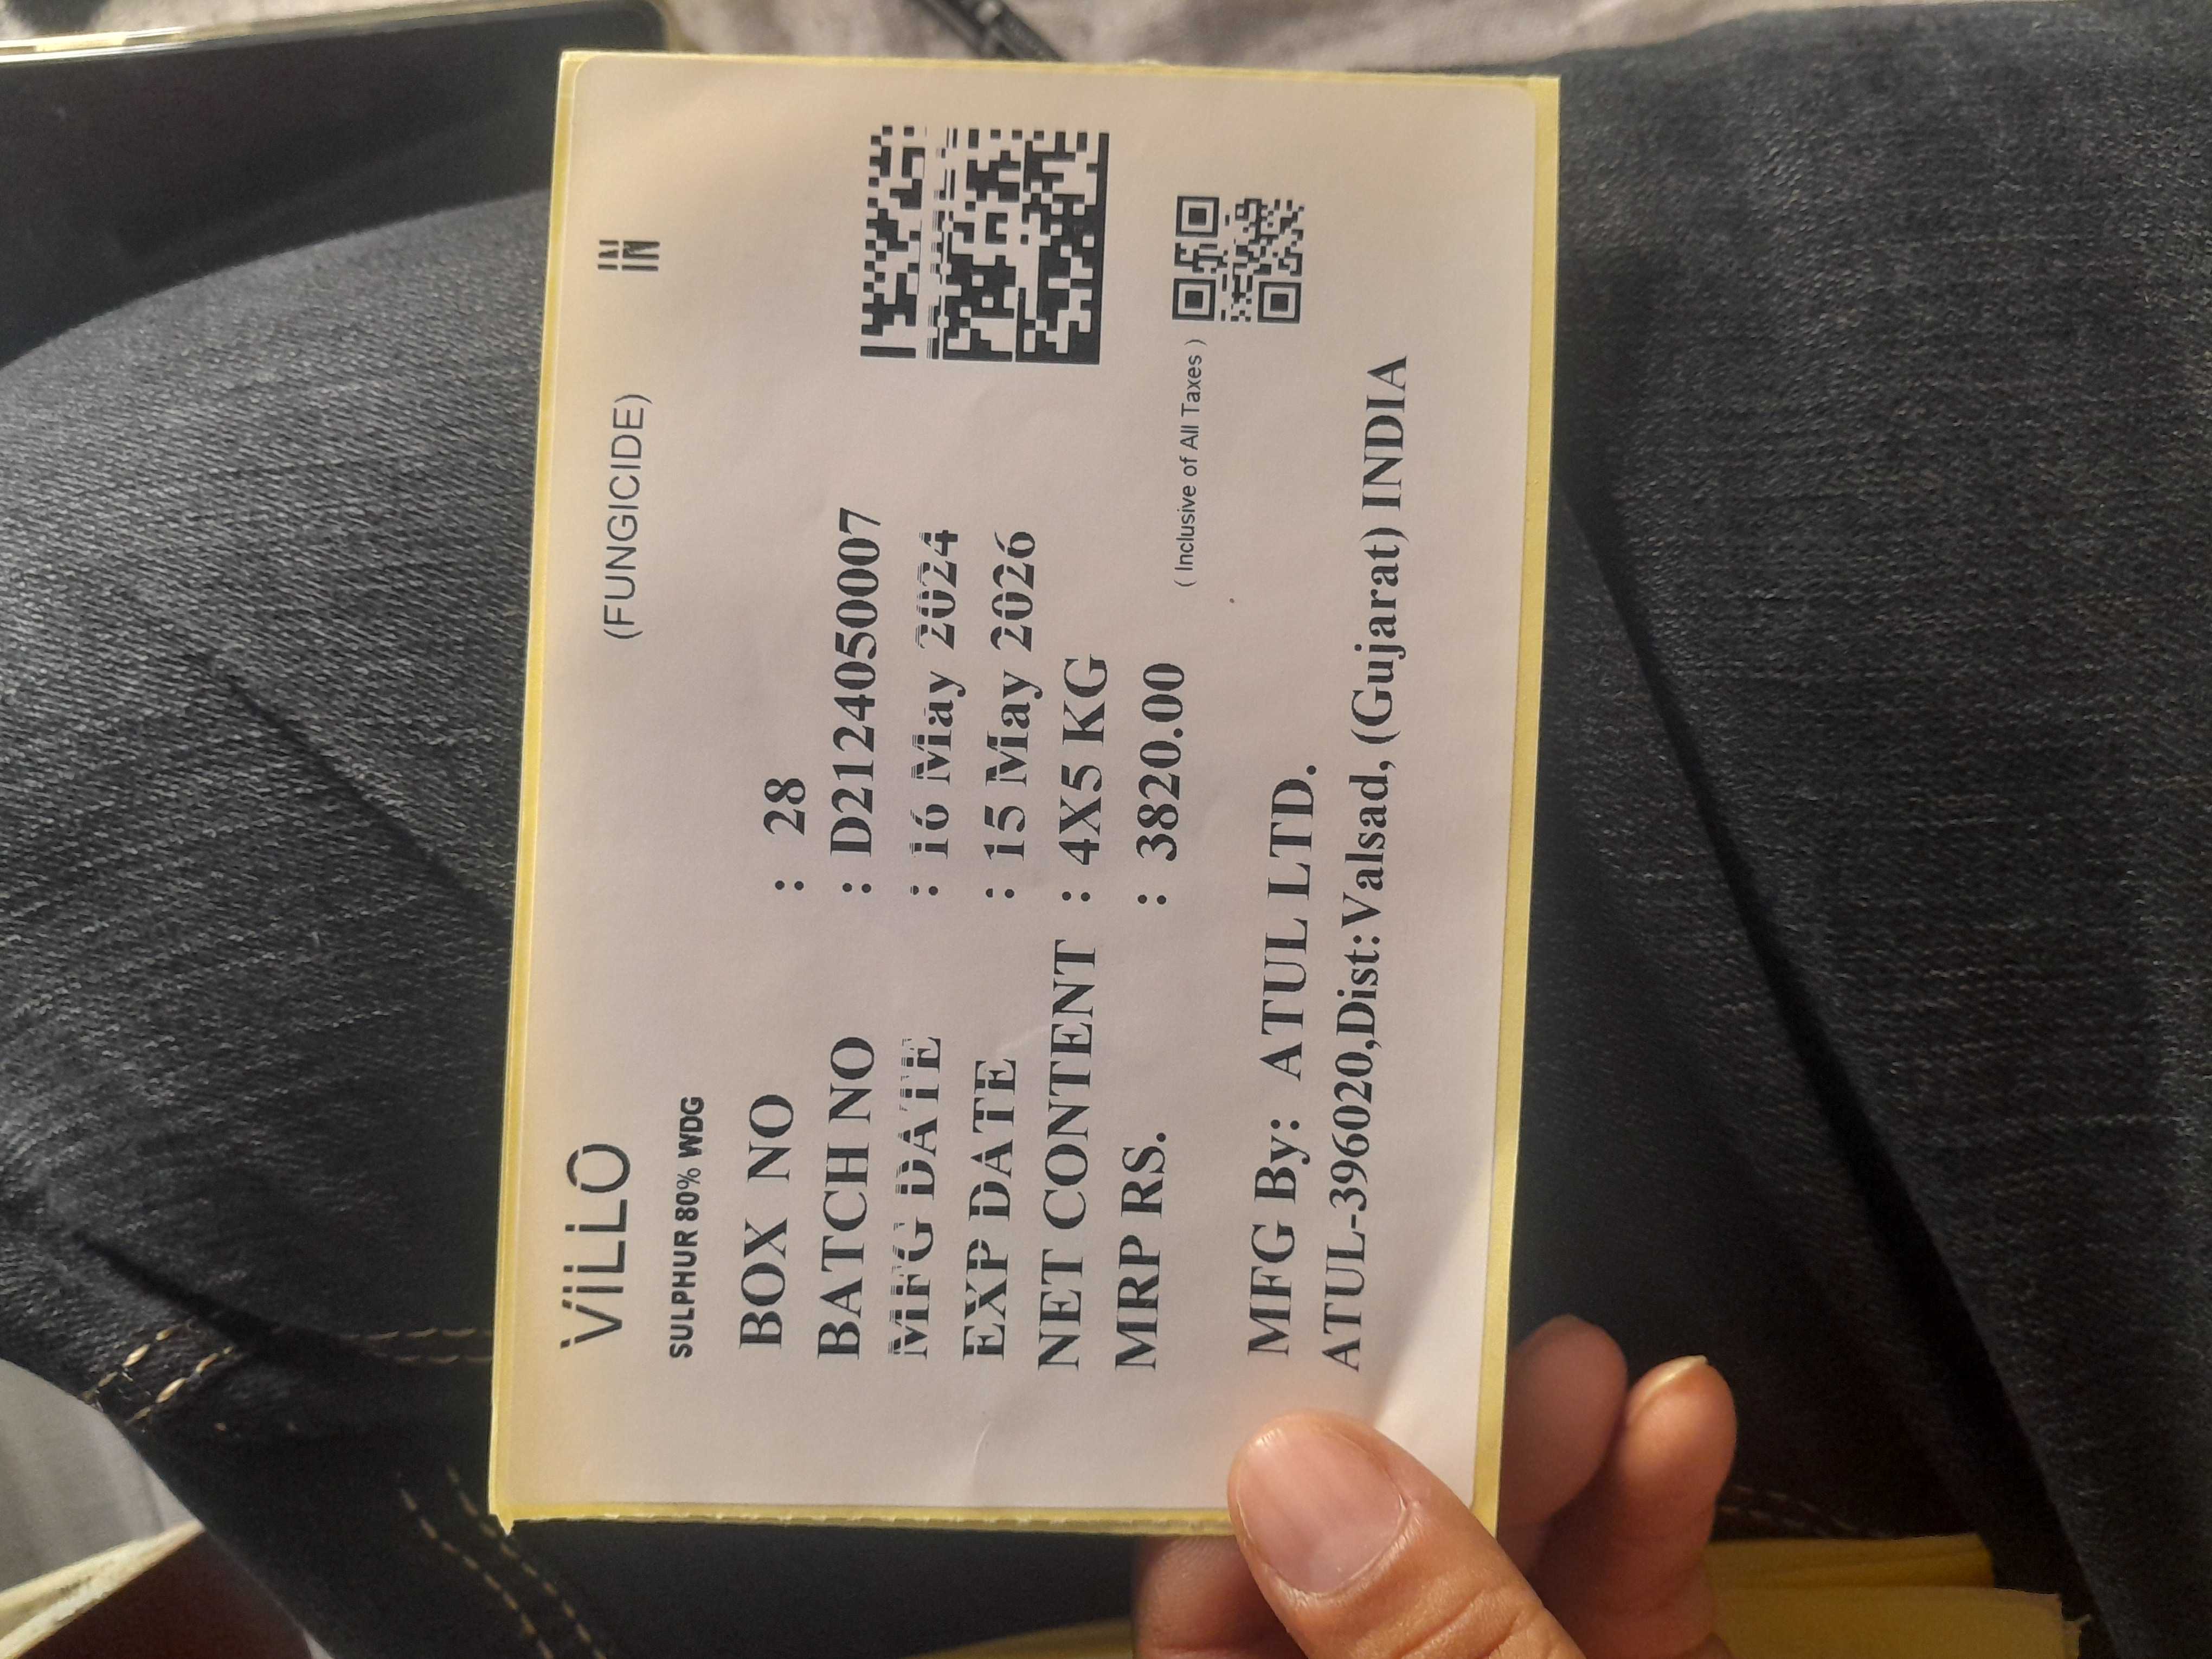 VILLO (FUNGICIDE) IN
SULPHUR 80% WDG
BOX NO : 28
BATCH NO : D2124050007
MFG DATE : 16 May 2024
EXP DATE : 15 May 2026
NET CONTENT : 4X5 KG
MRP RS. : 3820.00 ( Inclusive of All Taxes )
MFG By: ATUL LTD.
ATUL-396020,Dist:Valsad, (Gujarat) INDIA